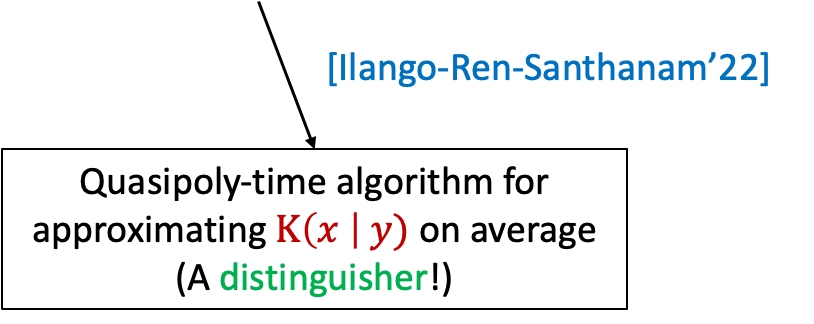 [Ilango-Ren-Santhanam’22]
Quasipoly-time algorithm for
approximating K(x | y) on average
(A distinguisher!)